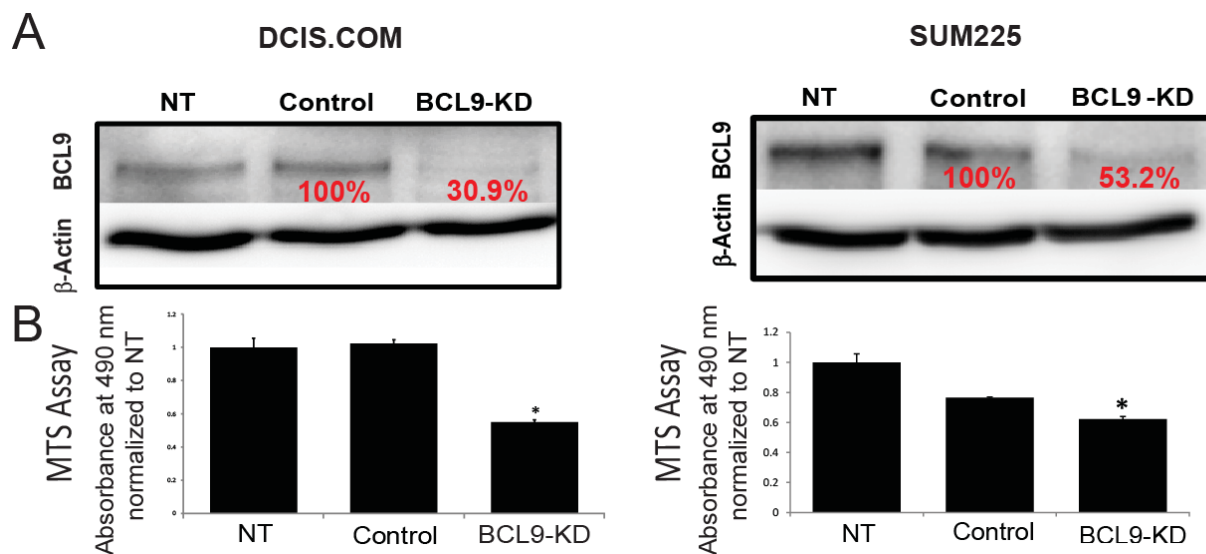 A
DCIS.COM
SUM225
NT Control BCL9-KD
NT Control BCL9 -KD
BCL9
100% 30.9%
β-Actin
BCL9
100% 53.2%
β-Actin
B
MTS Assay
Absorbance at 490 nm
normalized to NT
1.2
1
0.8
0.6
0.4
0.2
0
*
NT Control BCL9-KD
MTS Assay
Absorbance at 490 nm
normalized to NT
1.2
1
0.8
0.6
0.4
0.2
0
*
NT Control BCL9-KD